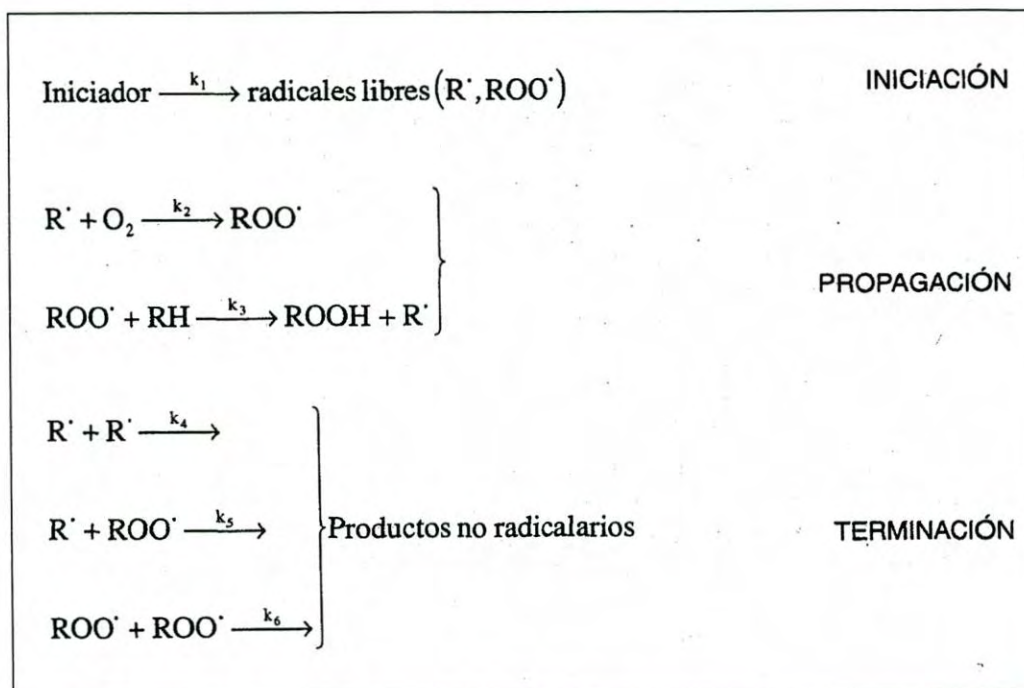 Iniciador —k₁→ radicales libres (R˙, ROO˙) INICIACIÓN
R˙ + O₂ —k₂→ ROO˙
PROPAGACIÓN
ROO˙ + RH —k₃→ ROOH + R˙
R˙ + R˙ —k₄→
R˙ + ROO˙ —k₅→ Productos no radicalarios TERMINACIÓN
ROO˙ + ROO˙ —k₆→